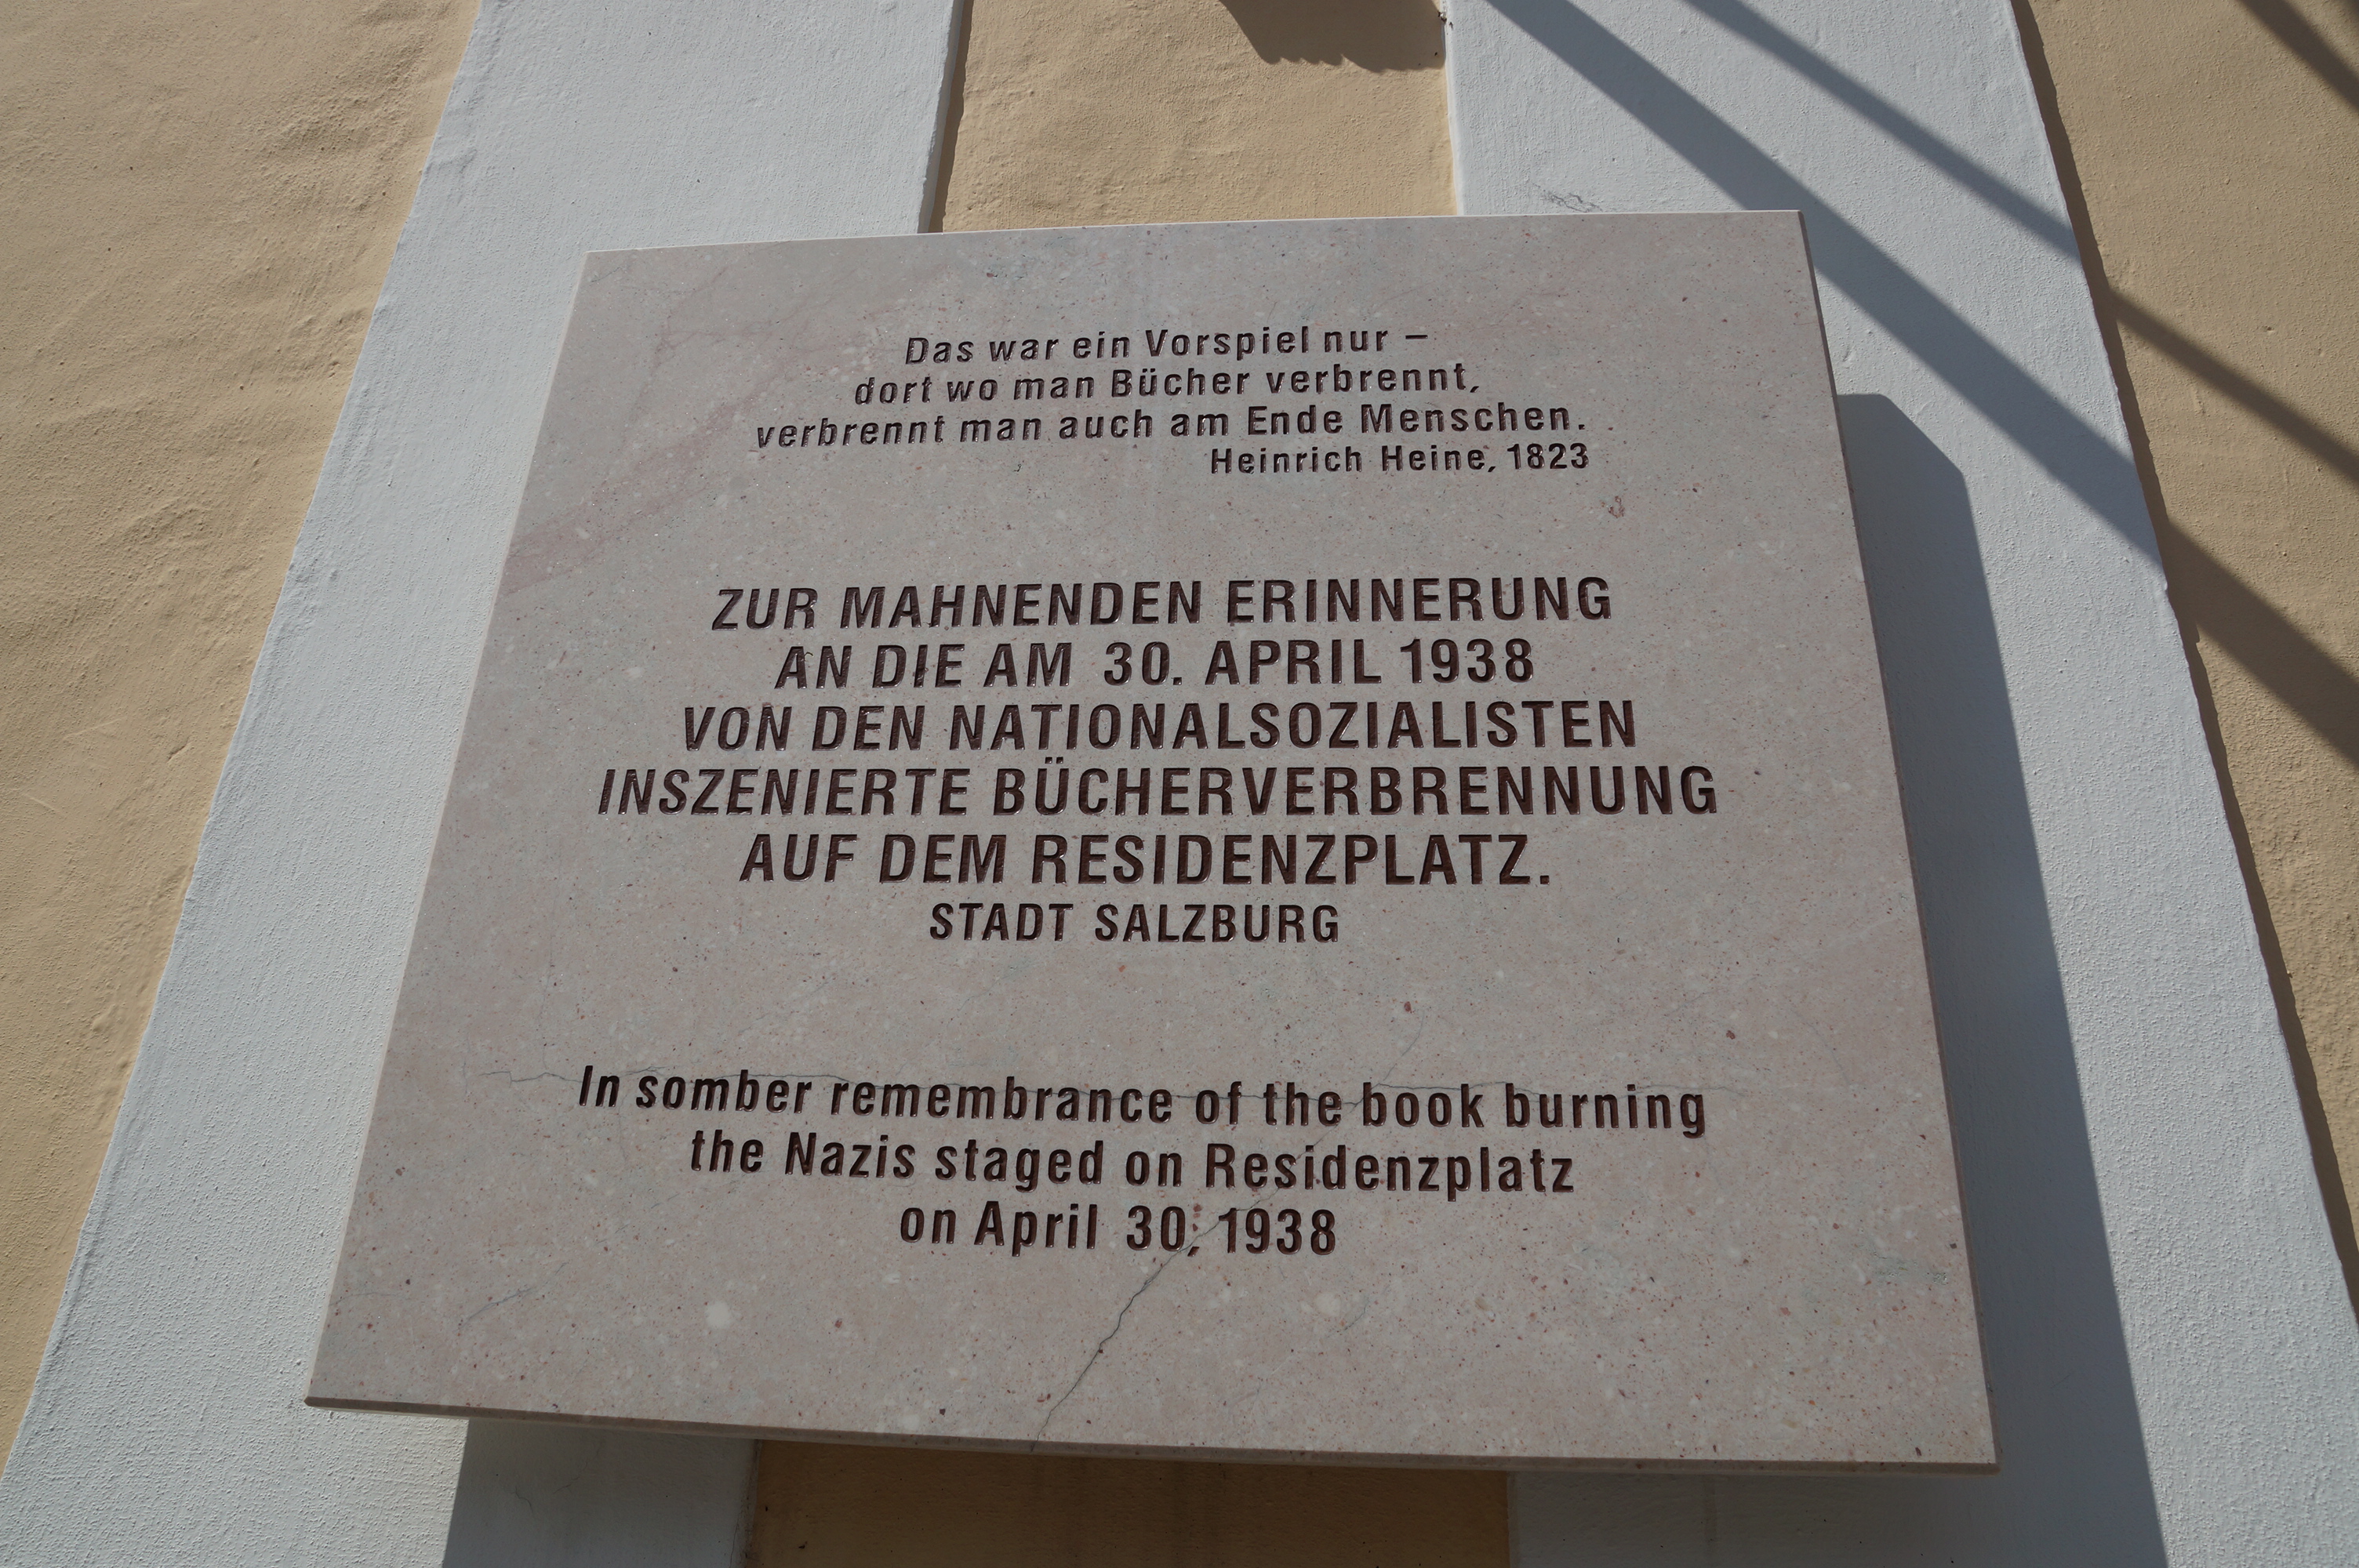 Das war ein Vorspiel nur –
dort wo man Bücher verbrennt,
verbrennt man auch am Ende Menschen.
Heinrich Heine, 1823
ZUR MAHNENDEN ERINNERUNG
AN DIE AM 30. APRIL 1938
VON DEN NATIONALSOZIALISTEN
INSZENIERTE BÜCHERVERBRENNUNG
AUF DEM RESIDENZPLATZ.
STADT SALZBURG
In somber remembrance of the book burning
the Nazis staged on Residenzplatz
on April 30, 1938